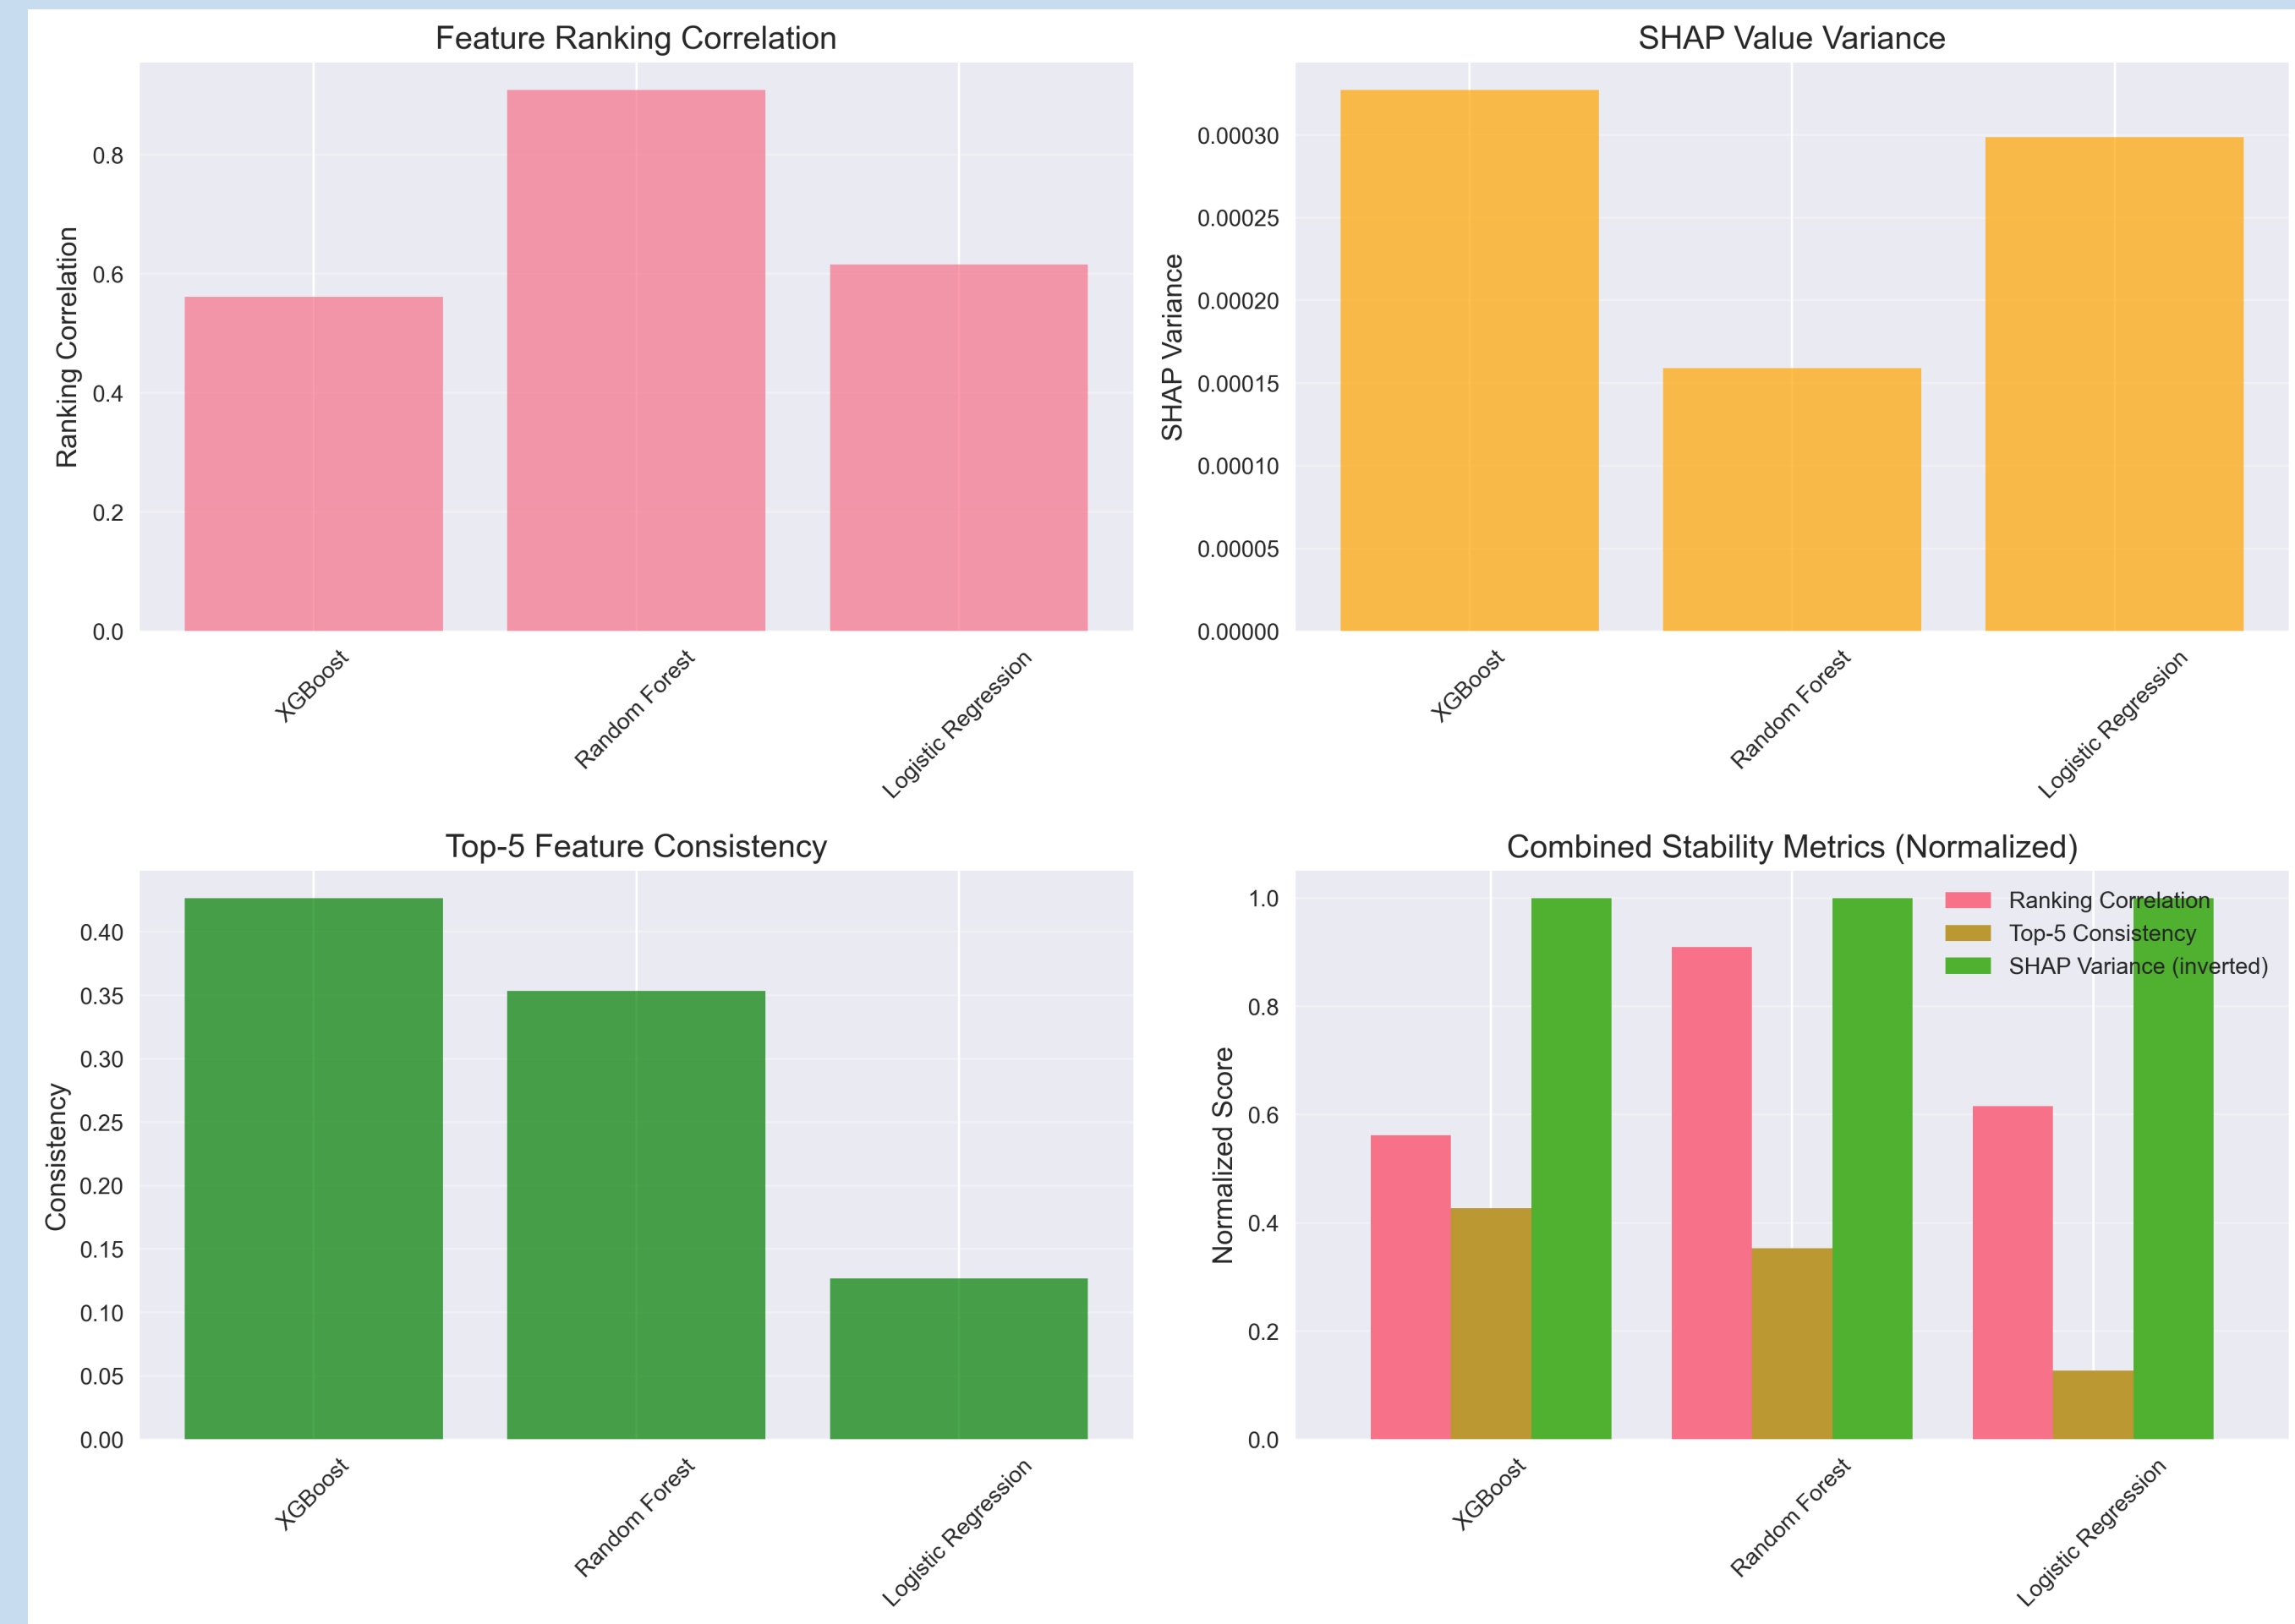 Feature Ranking Correlation
Ranking Correlation
0.8
0.6
0.4
0.2
0.0
XGBoost
Random Forest
Logistic Regression
SHAP Value Variance
SHAP Variance
0.00030
0.00025
0.00020
0.00015
0.00010
0.00005
0.00000
XGBoost
Random Forest
Logistic Regression
Top-5 Feature Consistency
Consistency
0.40
0.35
0.30
0.25
0.20
0.15
0.10
0.05
0.00
XGBoost
Random Forest
Logistic Regression
Combined Stability Metrics (Normalized)
Normalized Score
1.0
0.8
0.6
0.4
0.2
0.0
Ranking Correlation
Top-5 Consistency
SHAP Variance (inverted)
XGBoost
Random Forest
Logistic Regression